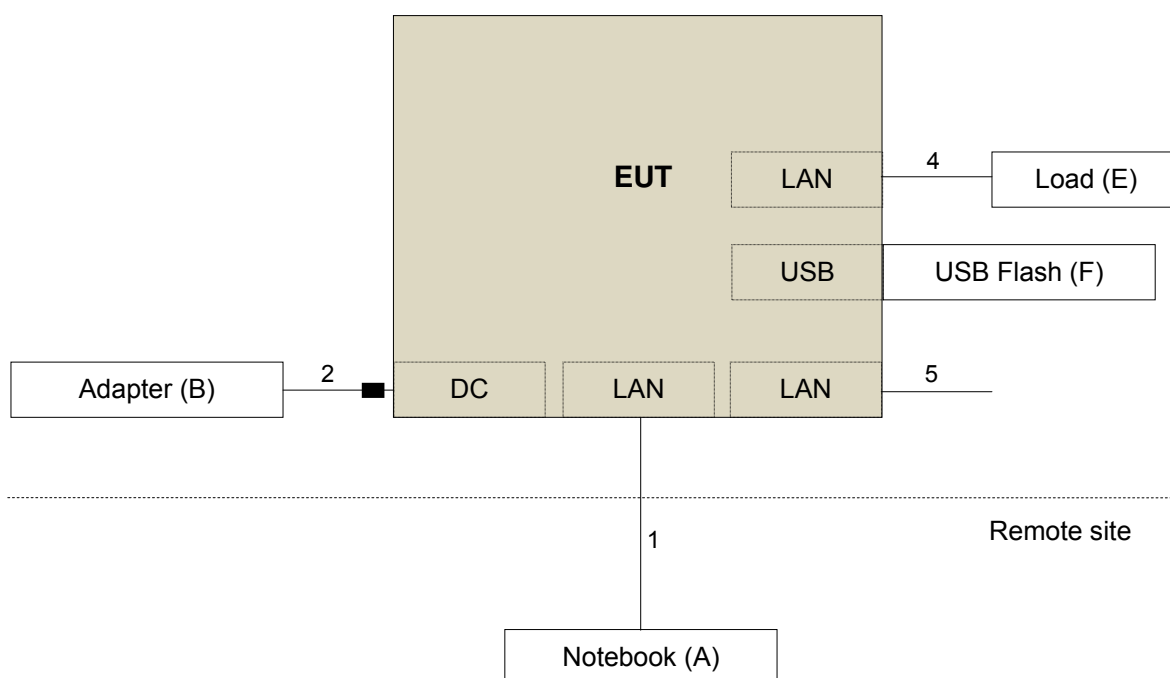 4
EUT
LAN
Load (E)
USB
USB Flash (F)
2
5
Adapter (B)
DC
LAN
LAN
Remote site
1
Notebook (A)